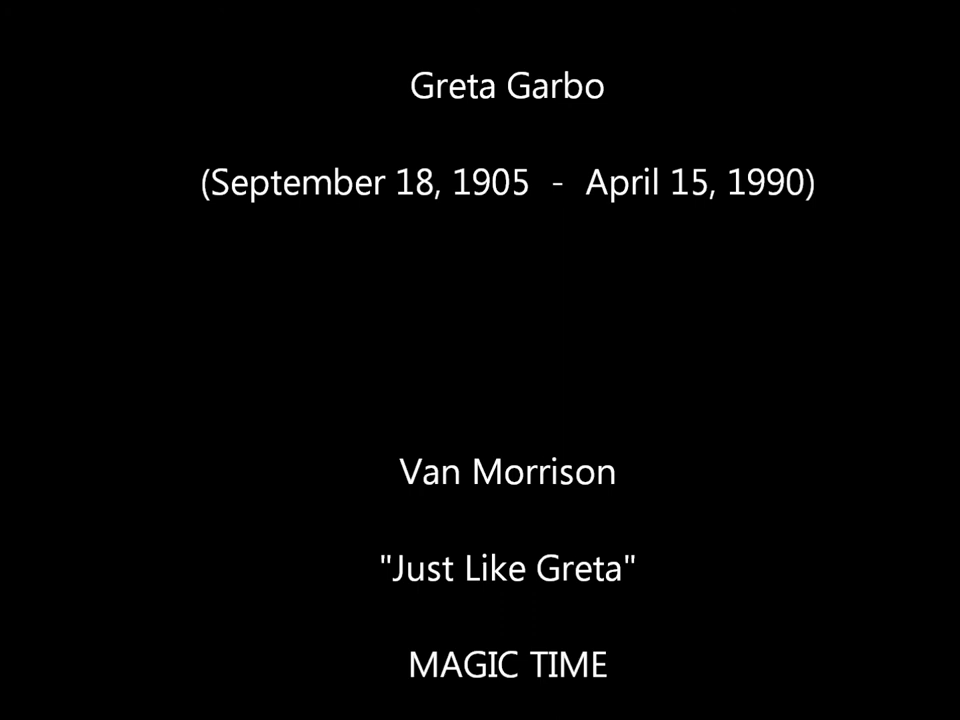 Greta Garbo
(September 18, 1905 - April 15, 1990)
Van Morrison
"Just Like Greta"
MAGIC TIME